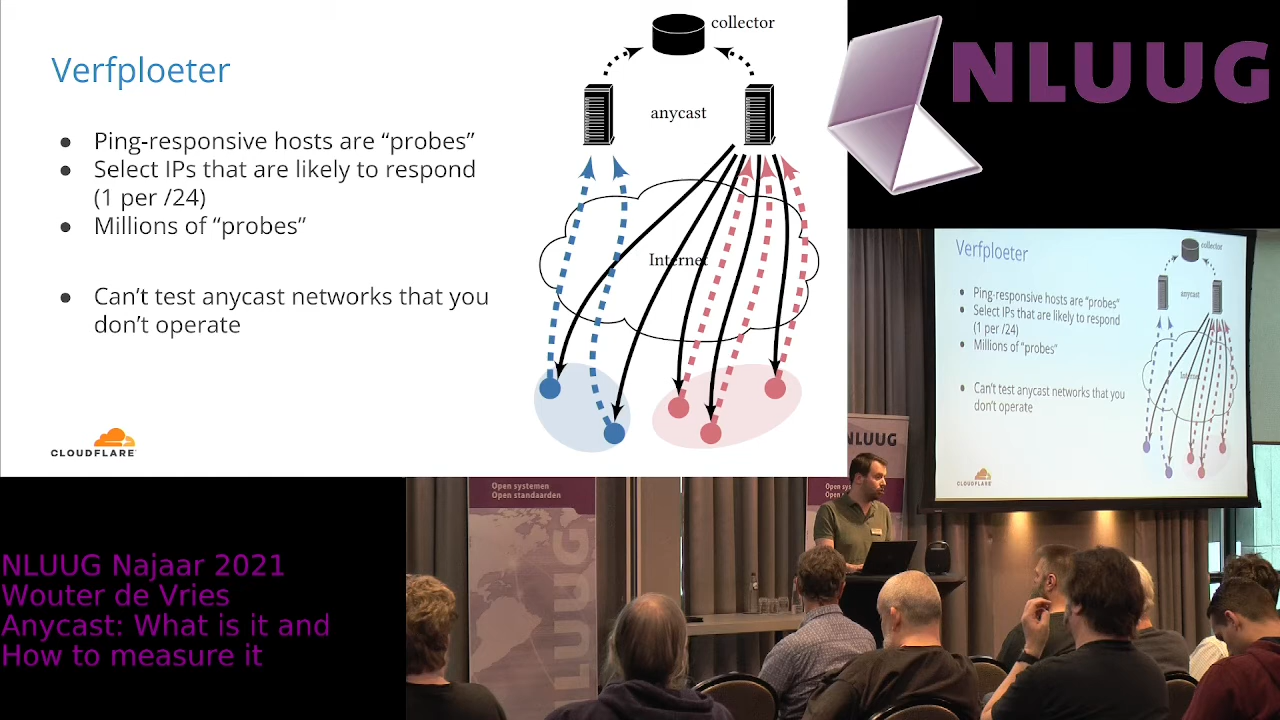 Verfploeter
● Ping-responsive hosts are “probes”
● Select IPs that are likely to respond
(1 per /24)
● Millions of “probes”
● Can’t test anycast networks that you
don’t operate
CLOUDFLARE
collector
anycast
Internet
NLUUG
Verfploeter
● Ping-responsive hosts are “probes”
● Select IPs that are likely to respond
(1 per /24)
● Millions of “probes”
● Can’t test anycast networks that you
don’t operate
CLOUDFLARE
collector
anycast
NLUUG
Open systemen
Open standaarden
NLUUG Najaar 2021
Wouter de Vries
Anycast: What is it and
How to measure it